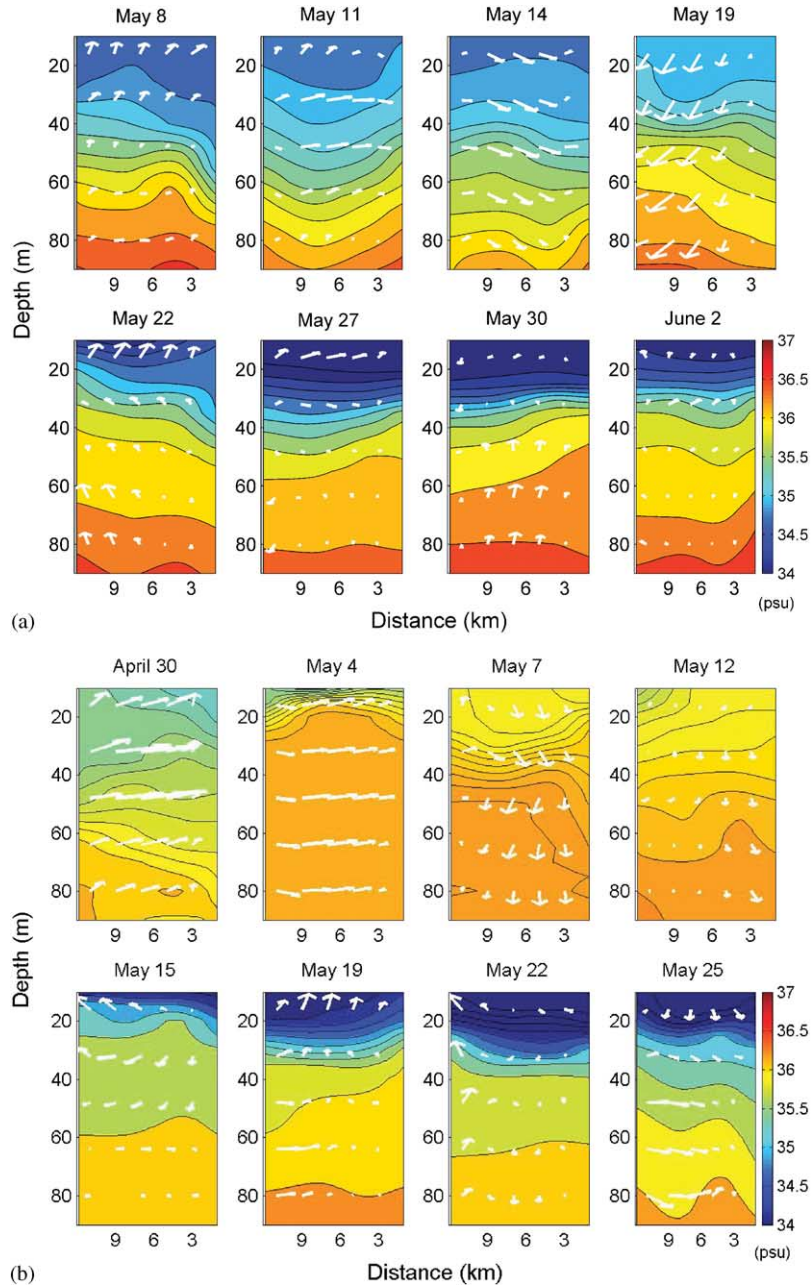 May 8 May 11 May 14 May 19
20
40
60
80
9 6 3 9 6 3 9 6 3 9 6 3
Depth (m)
May 22 May 27 May 30 June 2
20
40
60
80
9 6 3 9 6 3 9 6 3 9 6 3
37
36.5
36
35.5
35
34.5
34
(psu)
(a) Distance (km)
April 30 May 4 May 7 May 12
20
40
60
80
9 6 3 9 6 3 9 6 3 9 6 3
Depth (m)
May 15 May 19 May 22 May 25
20
40
60
80
9 6 3 9 6 3 9 6 3 9 6 3
37
36.5
36
35.5
35
34.5
34
(psu)
(b) Distance (km)